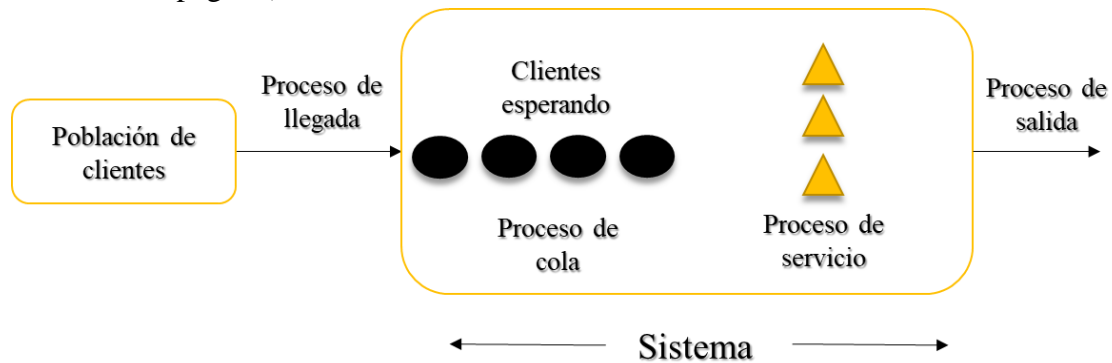 Población de
clientes
Proceso de
llegada
Clientes
esperando
Proceso de
cola
Proceso de
servicio
Proceso de
salida
Sistema